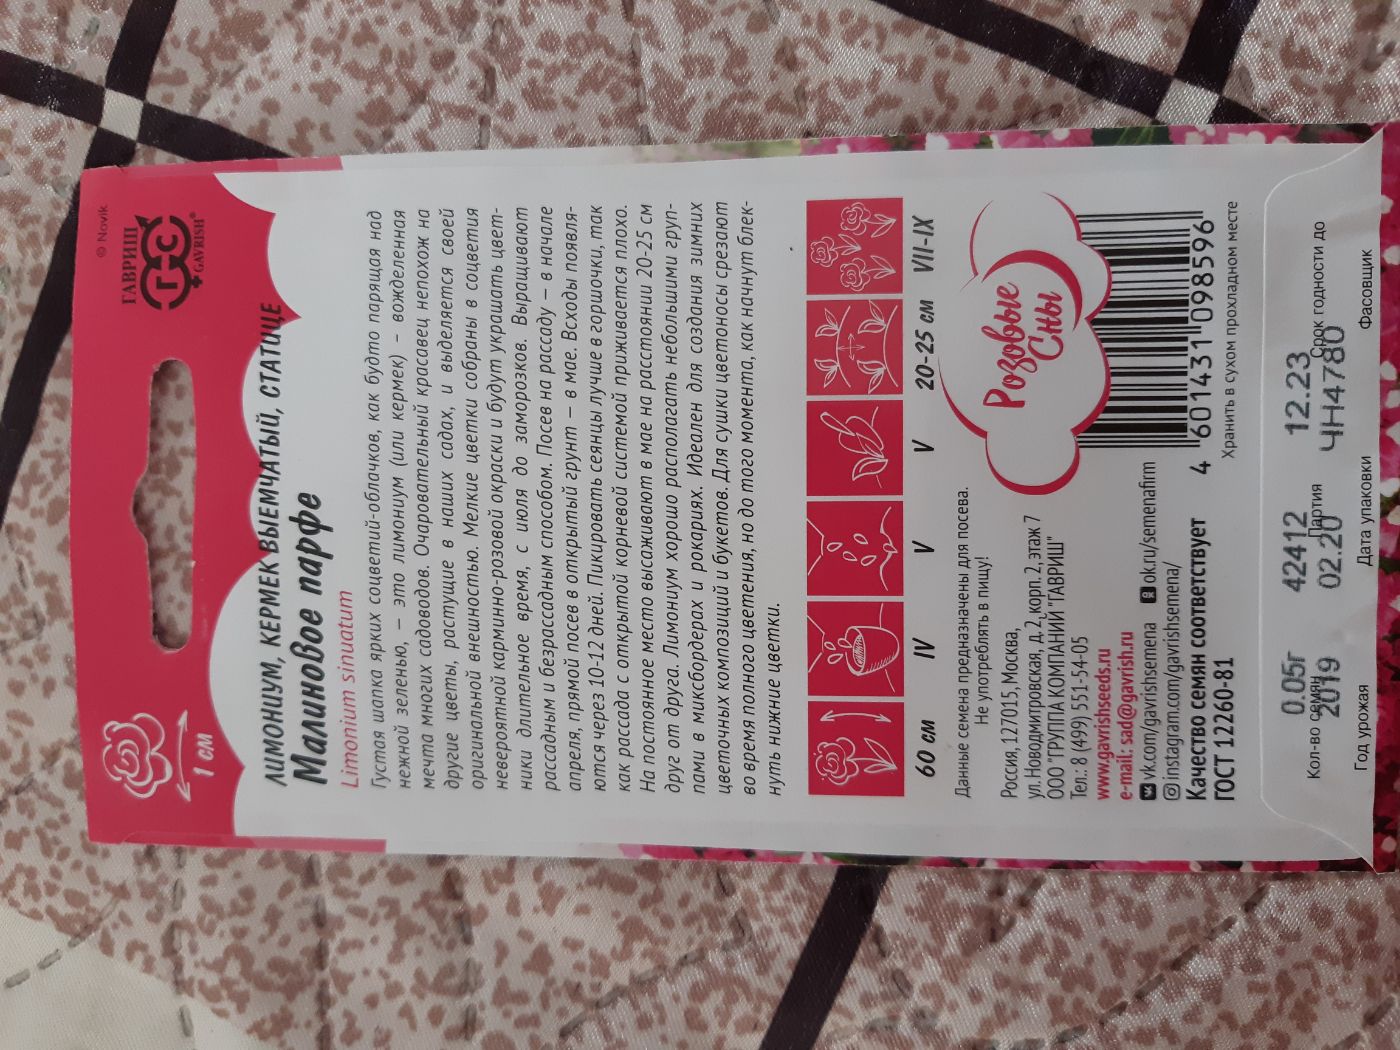 © Novik
ГАВРИШ
ГС
GAVRISH®
1 см
ЛИМОНИУМ, КЕРМЕК ВЫЕМЧАТЫЙ, СТАТИЦЕ
Малиновое парфе
Limonium sinuatum
Густая шапка ярких соцветий-облачков, как будто парящая над
нежной зеленью, – это лимониум (или кермек) – вожделенная
мечта многих садоводов. Очаровательный красавец непохож на
другие цветы, растущие в наших садах, и выделяется своей
оригинальной внешностью. Мелкие цветки собраны в соцветия
невероятной карминно-розовой окраски и будут украшать цвет-
ники длительное время, с июля до заморозков. Выращивают
рассадным и безрассадным способом. Посев на рассаду – в начале
апреля, прямой посев в открытый грунт – в мае. Всходы появля-
ются через 10-12 дней. Пикировать сеянцы лучше в горшочки, так
как рассада с открытой корневой системой приживается плохо.
На постоянное место высаживают в мае на расстоянии 20-25 см
друг от друга. Лимониум хорошо располагать небольшими груп-
пами в миксбордерах и рокариях. Идеален для создания зимних
цветочных композиций и букетов. Для сушки цветоносы срезают
во время полного цветения, но до того момента, как начнут блек-
нуть нижние цветки.
60 см IV V V 20-25 см VII-IX
Данные семена предназначены для посева.
Не употреблять в пищу!
Россия, 127015, Москва,
ул. Новодмитровская, д. 2, корп. 2, этаж 7
ООО "ГРУППА КОМПАНИЙ "ГАВРИШ"
Тел.: 8 (499) 551-54-05
www.gavrishseeds.ru
e-mail: sad@gavrish.ru
vk.com/gavrishsemena ok.ru/semenafirm
instagram.com/gavrishsemena/
Качество семян соответствует
ГОСТ 12260-81
Розовые
Сны
4 601431 098596
Хранить в сухом прохладном месте
0.05г 42412 12.23
Кол-во семян Партия Срок годности до
2019 02.20 ЧН4780
Год урожая Дата упаковки Фасовщик